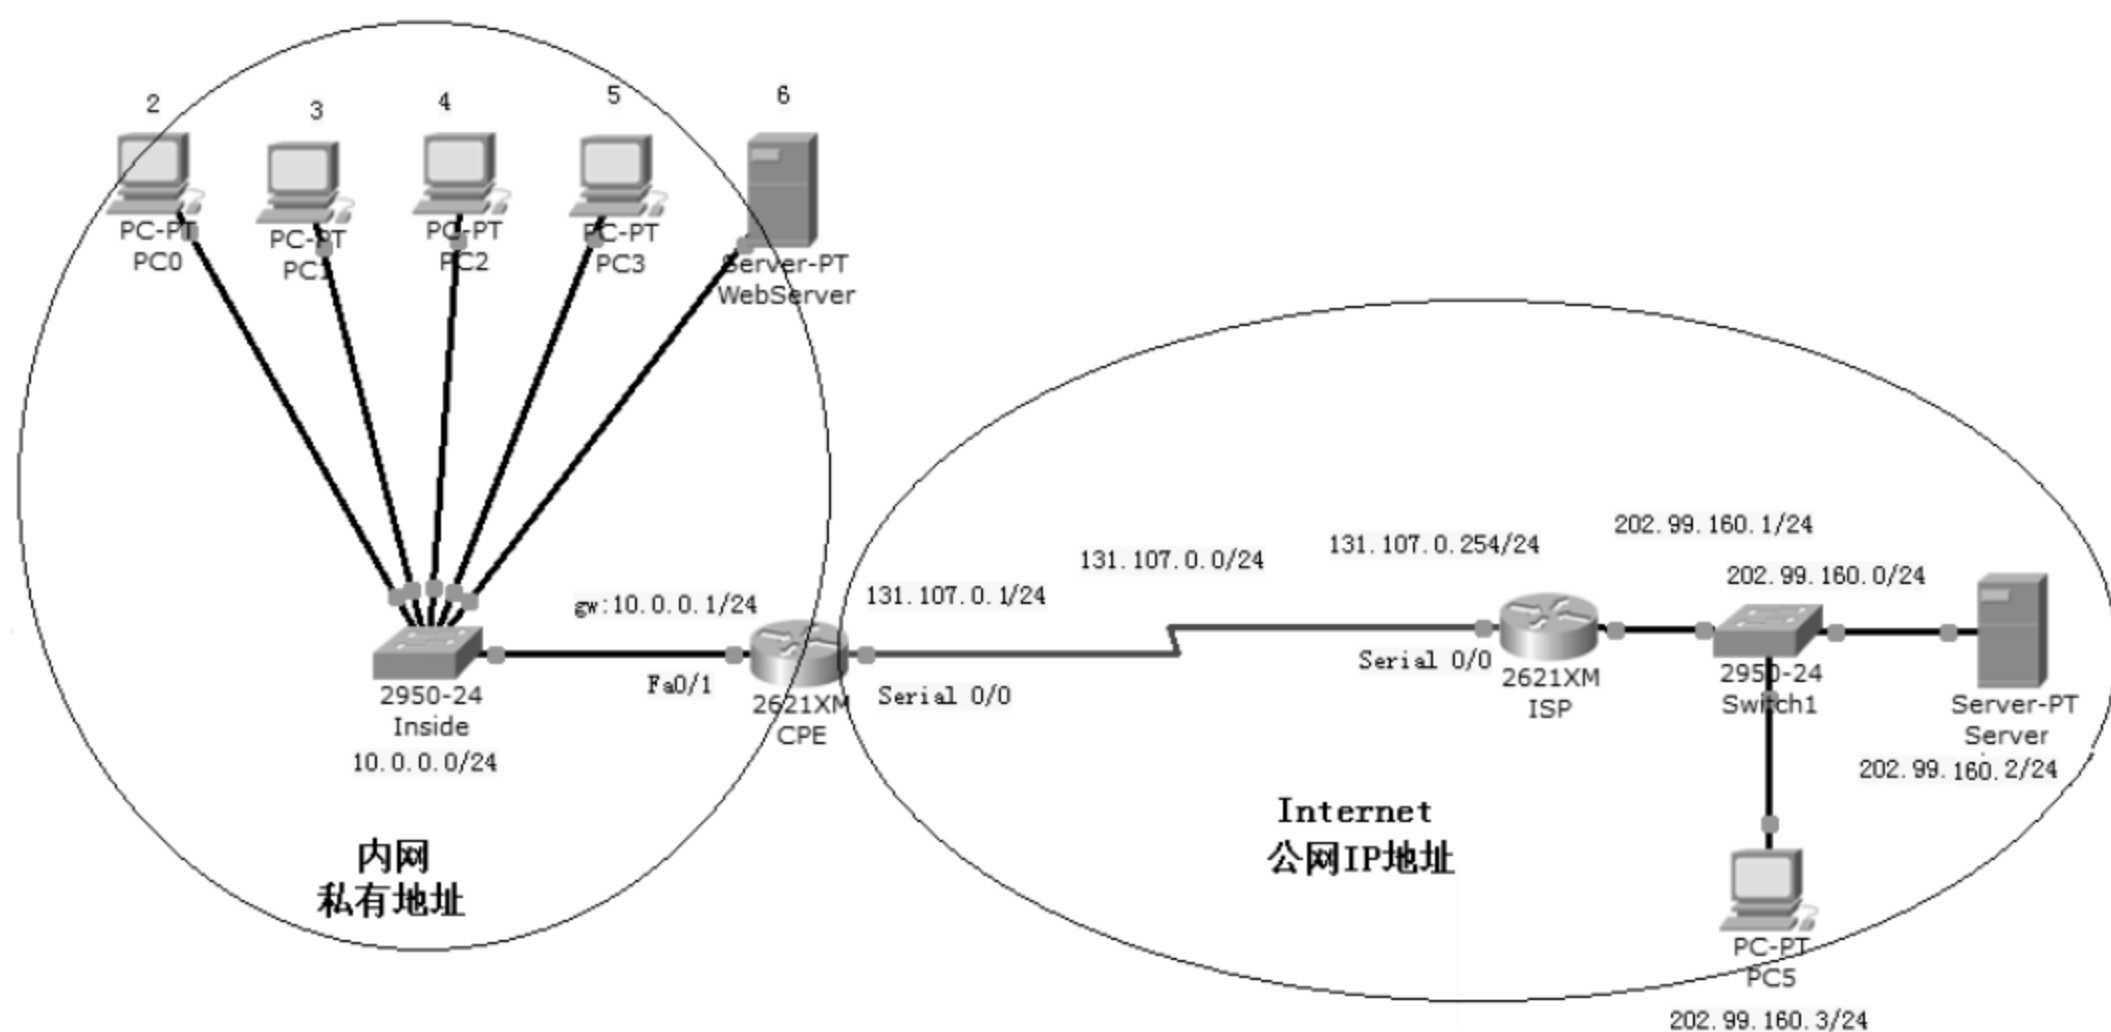 2
3
4
5
6
PC-PT
PC0
PC-PT
PC1
PC-PT
PC2
PC-PT
PC3
Server-PT
WebServer
gw:10.0.0.1/24
Fa0/1
2950-24
Inside
10.0.0.0/24
内网
私有地址
2621XM
CPE
131.107.0.1/24
Serial 0/0
131.107.0.0/24
131.107.0.254/24
Serial 0/0
2621XM
ISP
202.99.160.1/24
202.99.160.0/24
2950-24
Switch1
Server-PT
Server
202.99.160.2/24
Internet
公网IP地址
PC-PT
PC5
202.99.160.3/24